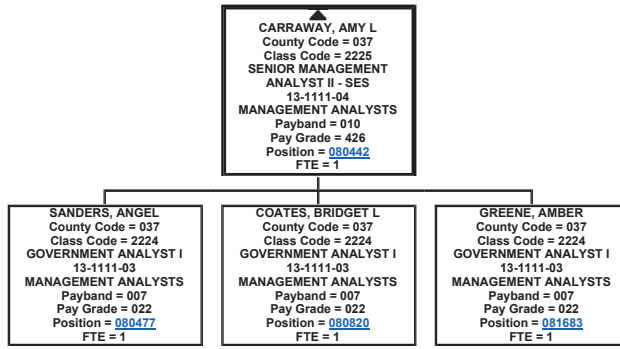 CARRAWAY, AMY L
County Code = 037
Class Code = 2225
SENIOR MANAGEMENT
ANALYST II - SES
13-1111-04
MANAGEMENT ANALYSTS
Payband = 010
Pay Grade = 426
Position = 080442
FTE = 1
SANDERS, ANGEL
County Code = 037
Class Code = 2224
GOVERNMENT ANALYST I
13-1111-03
MANAGEMENT ANALYSTS
Payband = 007
Pay Grade = 022
Position = 080477
FTE = 1
COATES, BRIDGET L
County Code = 037
Class Code = 2224
GOVERNMENT ANALYST I
13-1111-03
MANAGEMENT ANALYSTS
Payband = 007
Pay Grade = 022
Position = 080820
FTE = 1
GREENE, AMBER
County Code = 037
Class Code = 2224
GOVERNMENT ANALYST I
13-1111-03
MANAGEMENT ANALYSTS
Payband = 007
Pay Grade = 022
Position = 081683
FTE = 1